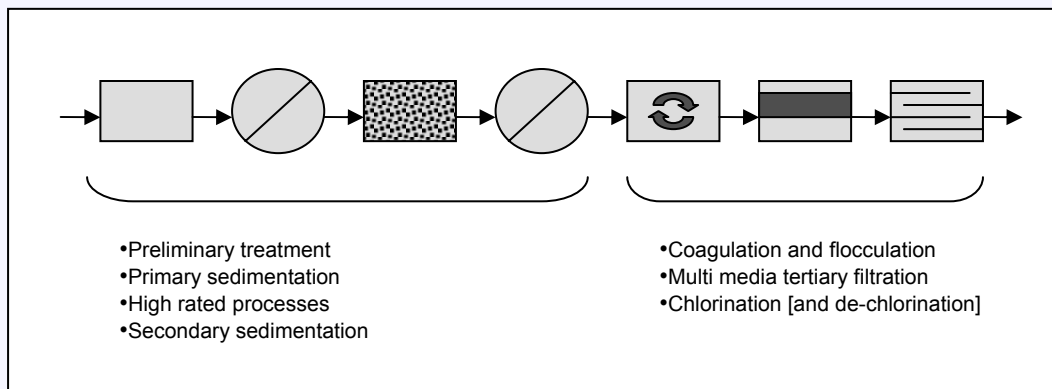 •Preliminary treatment
•Primary sedimentation
•High rated processes
•Secondary sedimentation
•Coagulation and flocculation
•Multi media tertiary filtration
•Chlorination [and de-chlorination]